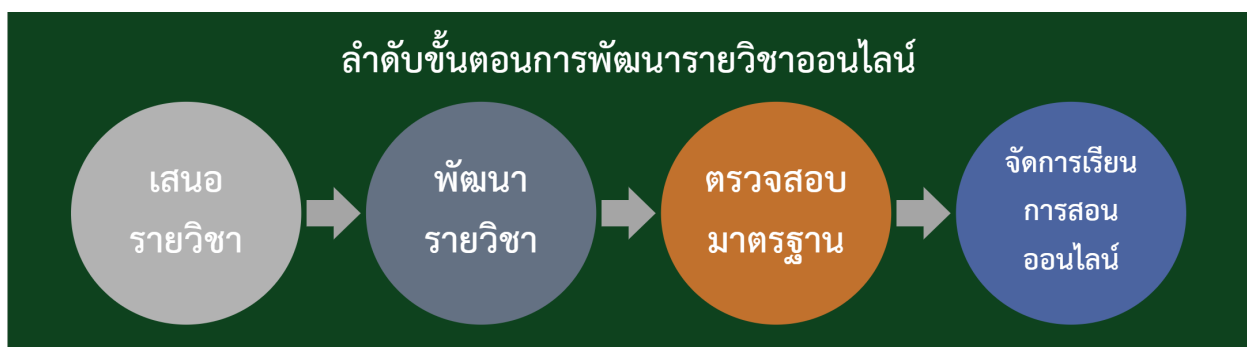 ลำดับขั้นตอนการพัฒนารายวิชาออนไลน์
เสนอ
รายวิชา
พัฒนา
รายวิชา
ตรวจสอบ
มาตรฐาน
จัดการเรียน
การสอน
ออนไลน์